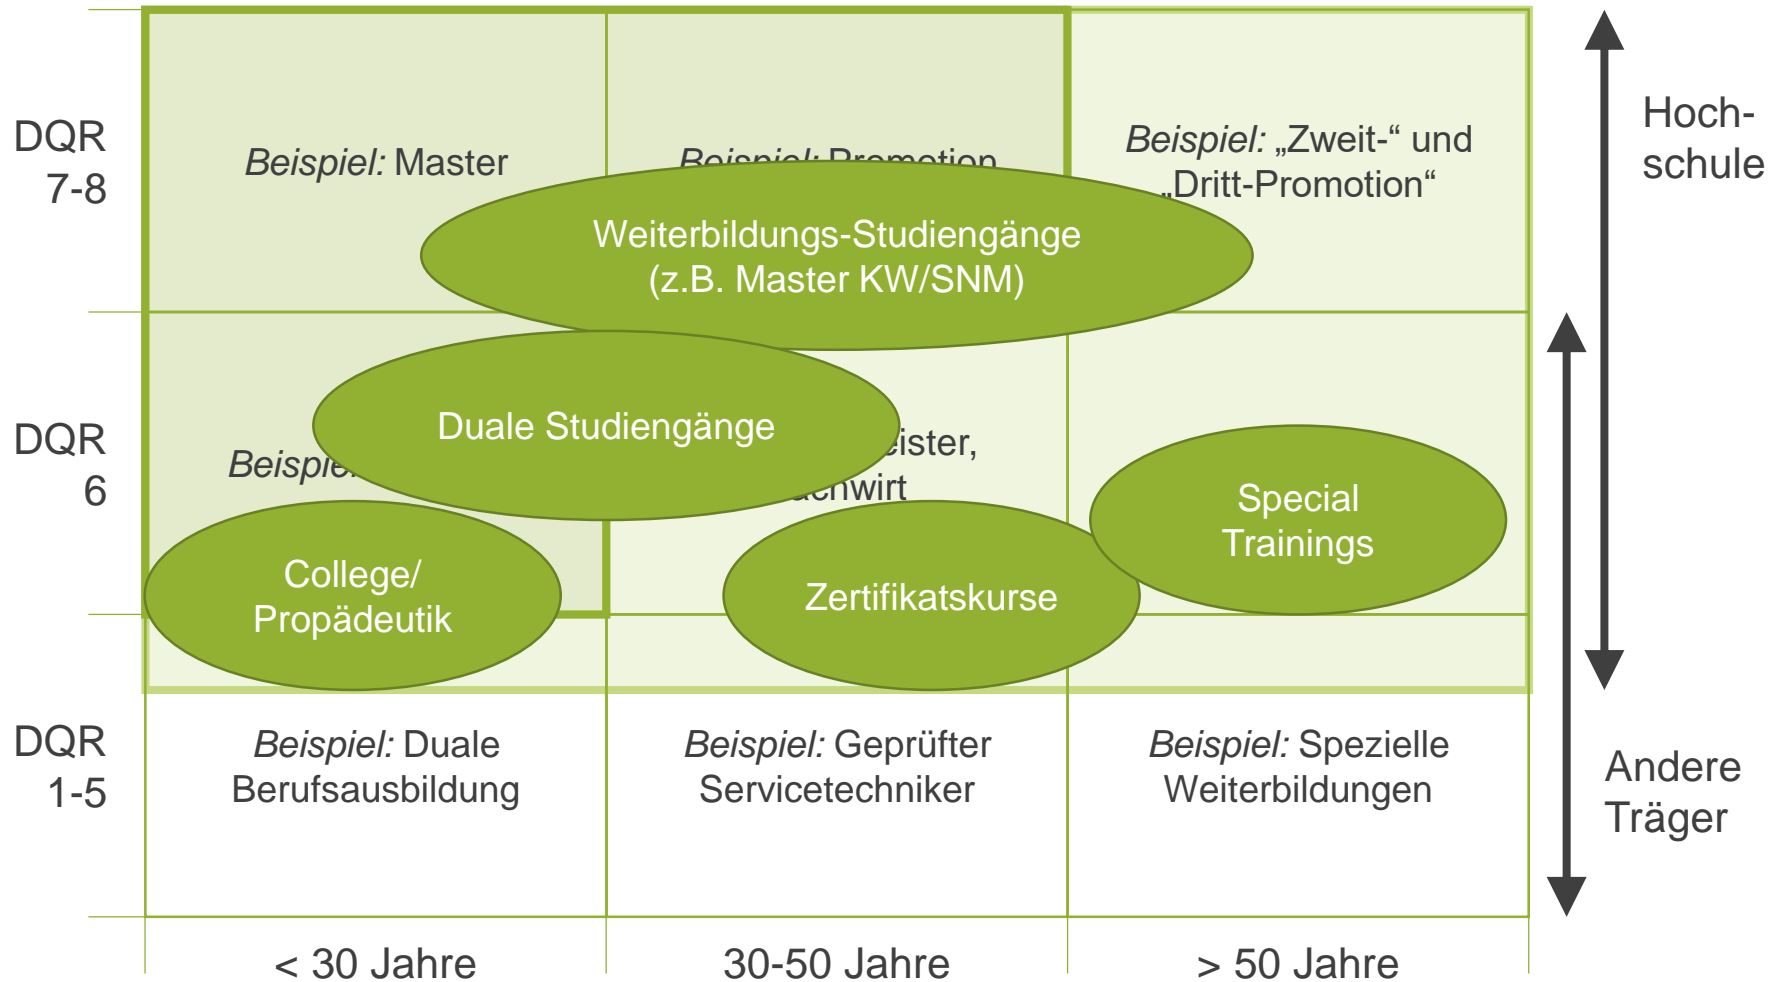 DQR
7-8
Beispiel: Master
Beispiel: Promotion
Beispiel: „Zweit-“ und
„Dritt-Promotion“
Hoch-
schule
Weiterbildungs-Studiengänge
(z.B. Master KW/SNM)
DQR
6
Duale Studiengänge
Special
Trainings
College/
Propädeutik
Zertifikatskurse
DQR
1-5
Beispiel: Duale
Berufsausbildung
Beispiel: Geprüfter
Servicetechniker
Beispiel: Spezielle
Weiterbildungen
Andere
Träger
< 30 Jahre
30-50 Jahre
> 50 Jahre